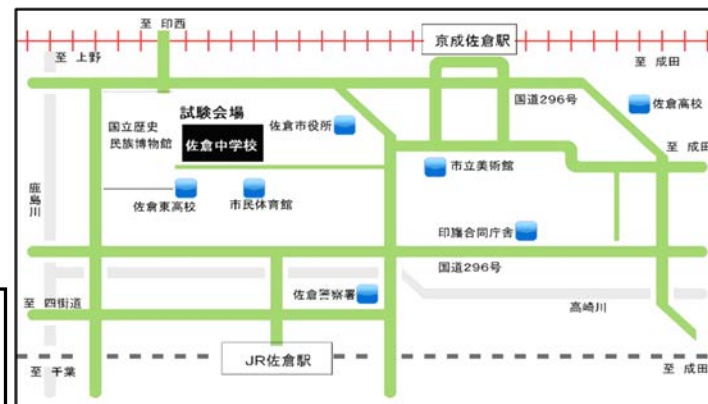 至 印西
京成佐倉駅
至 上野
至 成田
国道296号
佐倉高校
試験会場
国立歴史
民族博物館
佐倉中学校
佐倉市役所
至 成田
市立美術館
鹿島川
佐倉東高校
市民体育館
印旛合同庁舎
国道296号
佐倉警察署
至 四街道
高崎川
JR佐倉駅
至 千葉
至 成田